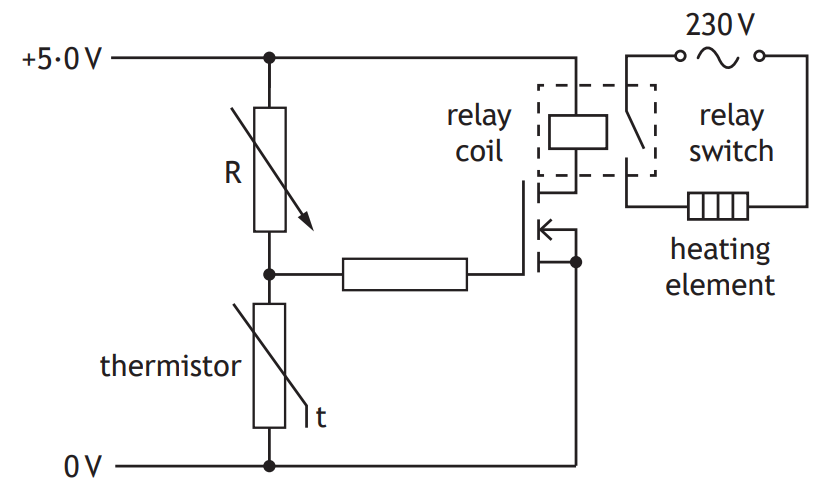 230 V
+5·0 V
relay
coil
relay
switch
R
heating
element
thermistor
t
0 V